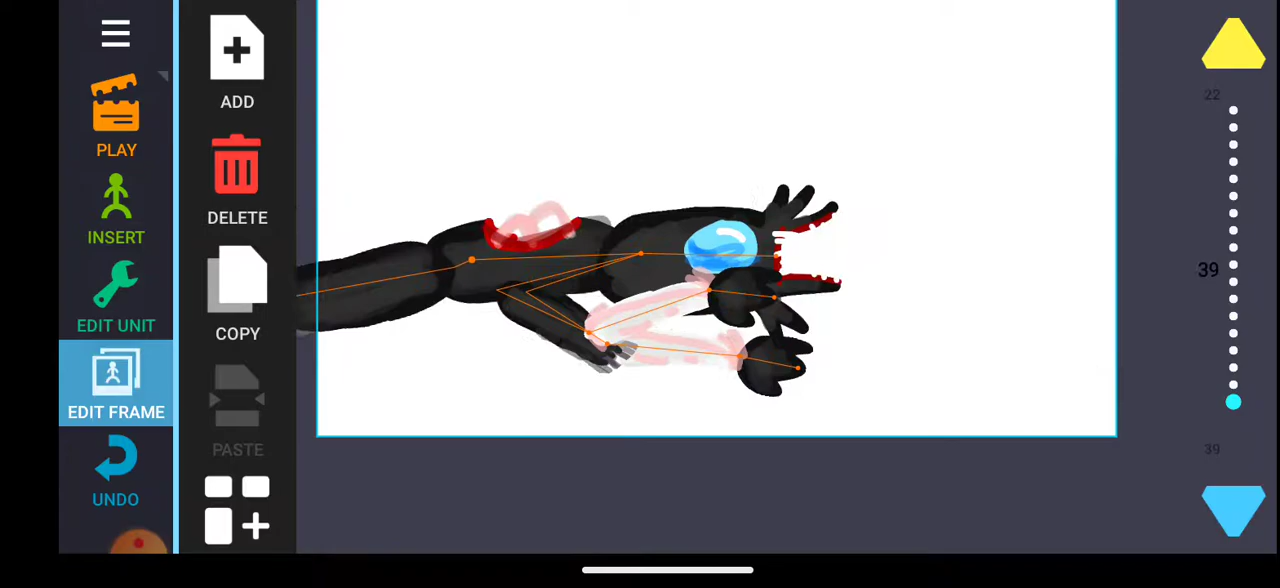 PLAY
INSERT
EDIT UNIT
EDIT FRAME
UNDO
ADD
DELETE
COPY
PASTE
22
39
39